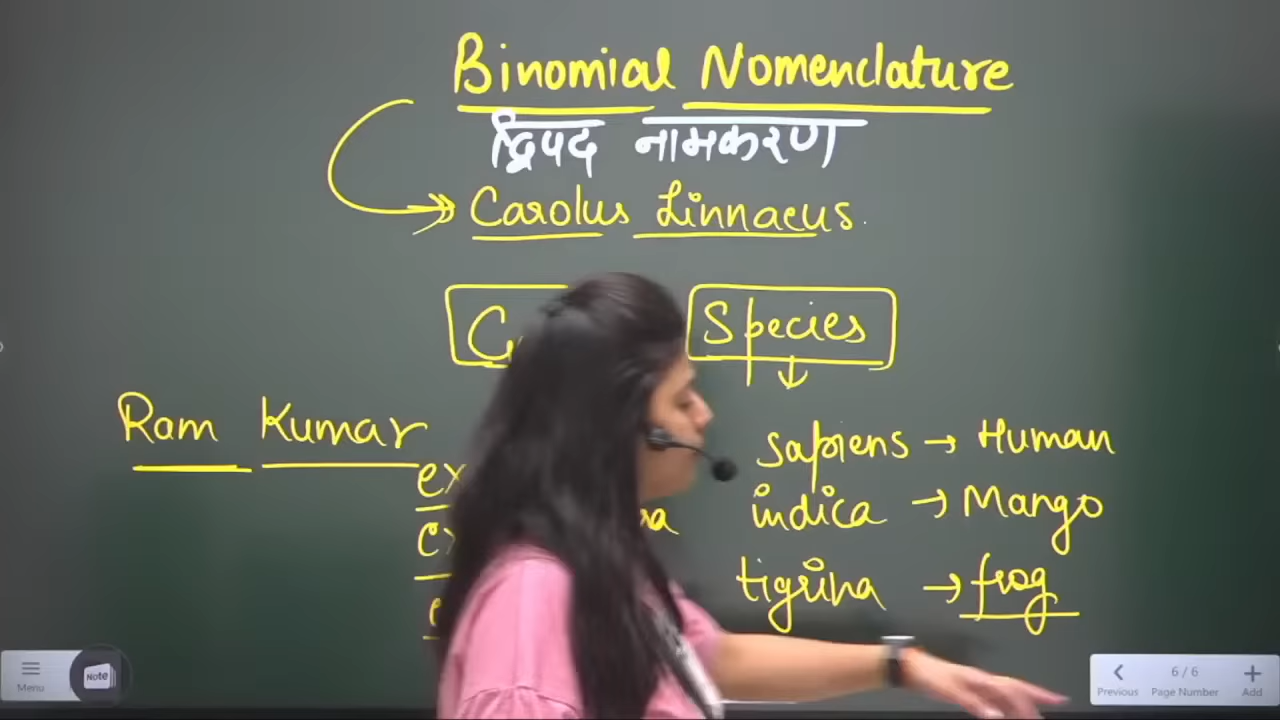 Binomial Nomenclature
द्विपद नामकरण
Carolus Linnaeus.
Species
Ram Kumar
sapiens → Human
indica → Mango
tigrina → frog
Menu
Note
6 / 6
Previous Page Number Add